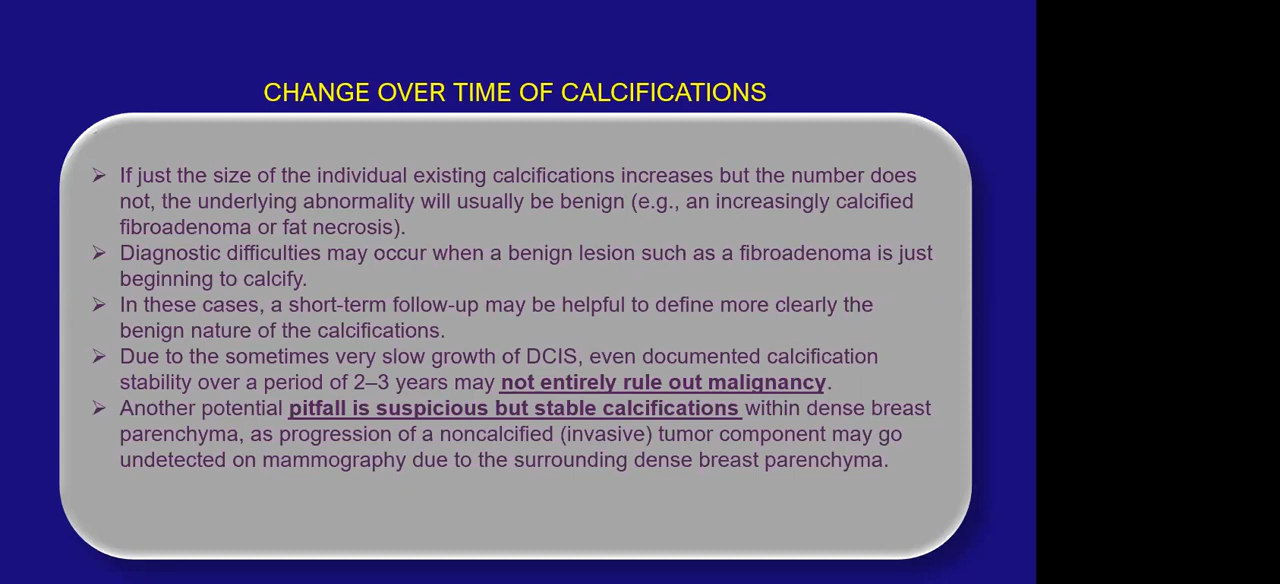 CHANGE OVER TIME OF CALCIFICATIONS
➢ If just the size of the individual existing calcifications increases but the number does
not, the underlying abnormality will usually be benign (e.g., an increasingly calcified
fibroadenoma or fat necrosis).
➢ Diagnostic difficulties may occur when a benign lesion such as a fibroadenoma is just
beginning to calcify.
➢ In these cases, a short-term follow-up may be helpful to define more clearly the
benign nature of the calcifications.
➢ Due to the sometimes very slow growth of DCIS, even documented calcification
stability over a period of 2–3 years may not entirely rule out malignancy.
➢ Another potential pitfall is suspicious but stable calcifications within dense breast
parenchyma, as progression of a noncalcified (invasive) tumor component may go
undetected on mammography due to the surrounding dense breast parenchyma.